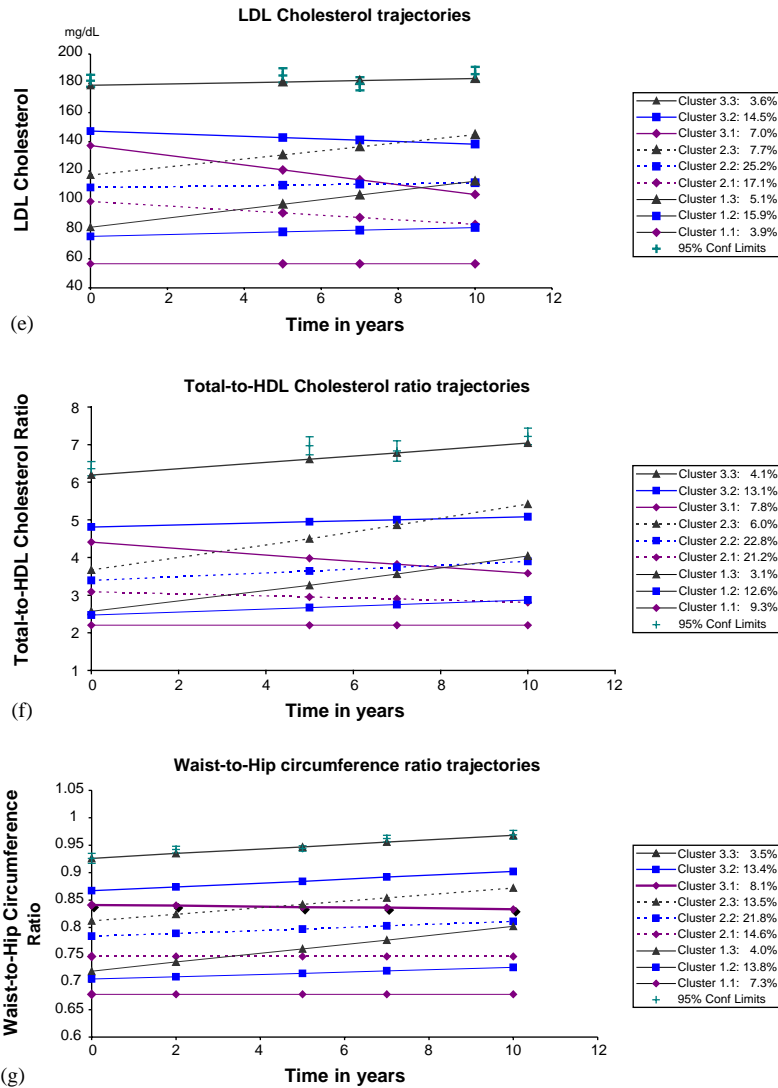 LDL Cholesterol trajectories
mg/dL
200
180
160
140
120
100
80
60
40
LDL Cholesterol
0 2 4 6 8 10 12
Time in years
(e)
Cluster 3.3: 3.6%
Cluster 3.2: 14.5%
Cluster 3.1: 7.0%
Cluster 2.3: 7.7%
Cluster 2.2: 25.2%
Cluster 2.1: 17.1%
Cluster 1.3: 5.1%
Cluster 1.2: 15.9%
Cluster 1.1: 3.9%
95% Conf Limits
Total-to-HDL Cholesterol ratio trajectories
8
7
6
5
4
3
2
1
Total-to-HDL Cholesterol Ratio
0 2 4 6 8 10 12
Time in years
(f)
Cluster 3.3: 4.1%
Cluster 3.2: 13.1%
Cluster 3.1: 7.8%
Cluster 2.3: 6.0%
Cluster 2.2: 22.8%
Cluster 2.1: 21.2%
Cluster 1.3: 3.1%
Cluster 1.2: 12.6%
Cluster 1.1: 9.3%
95% Conf Limits
Waist-to-Hip circumference ratio trajectories
1.05
1
0.95
0.9
0.85
0.8
0.75
0.7
0.65
0.6
Waist-to-Hip Circumference
Ratio
0 2 4 6 8 10 12
Time in years
(g)
Cluster 3.3: 3.5%
Cluster 3.2: 13.4%
Cluster 3.1: 8.1%
Cluster 2.3: 13.5%
Cluster 2.2: 21.8%
Cluster 2.1: 14.6%
Cluster 1.3: 4.0%
Cluster 1.2: 13.8%
Cluster 1.1: 7.3%
95% Conf Limits